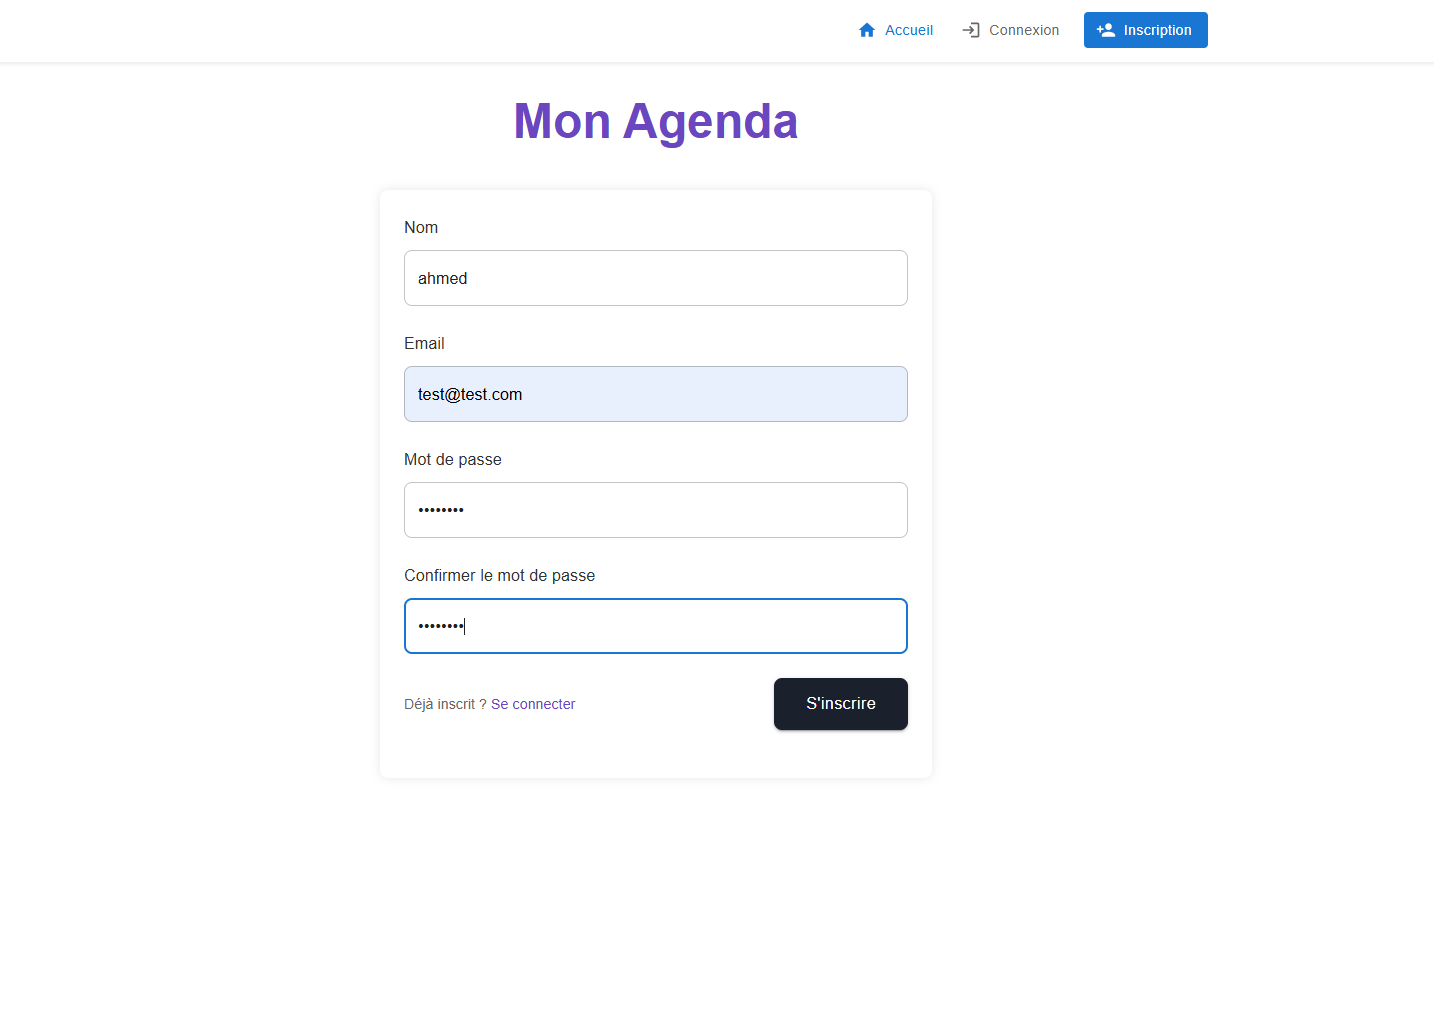 Accueil Connexion Inscription
Mon Agenda
Nom
ahmed
Email
test@test.com
Mot de passe
••••••••
Confirmer le mot de passe
••••••••
Déjà inscrit ? Se connecter S'inscrire